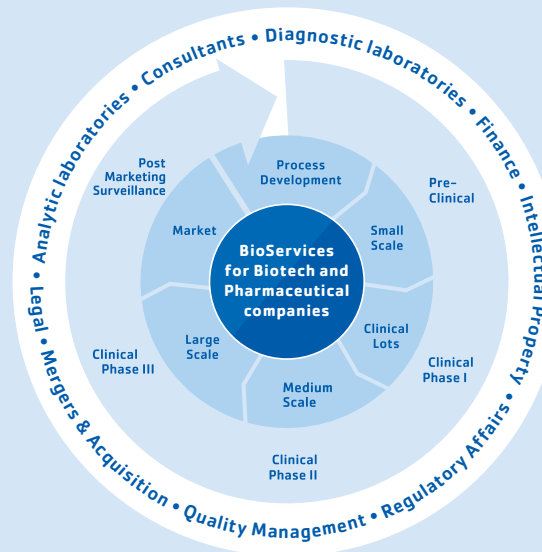 Analytic laboratories • Consultants • Diagnostic laboratories • Finance • Intellectual Property • Regulatory Affairs • Quality Management • Mergers & Acquisition • Legal •
Post
Marketing
Surveillance
Pre-
Clinical
Clinical
Phase I
Clinical
Phase II
Clinical
Phase III
Process
Development
Small
Scale
Clinical
Lots
Medium
Scale
Large
Scale
Market
BioServices
for Biotech and
Pharmaceutical
companies